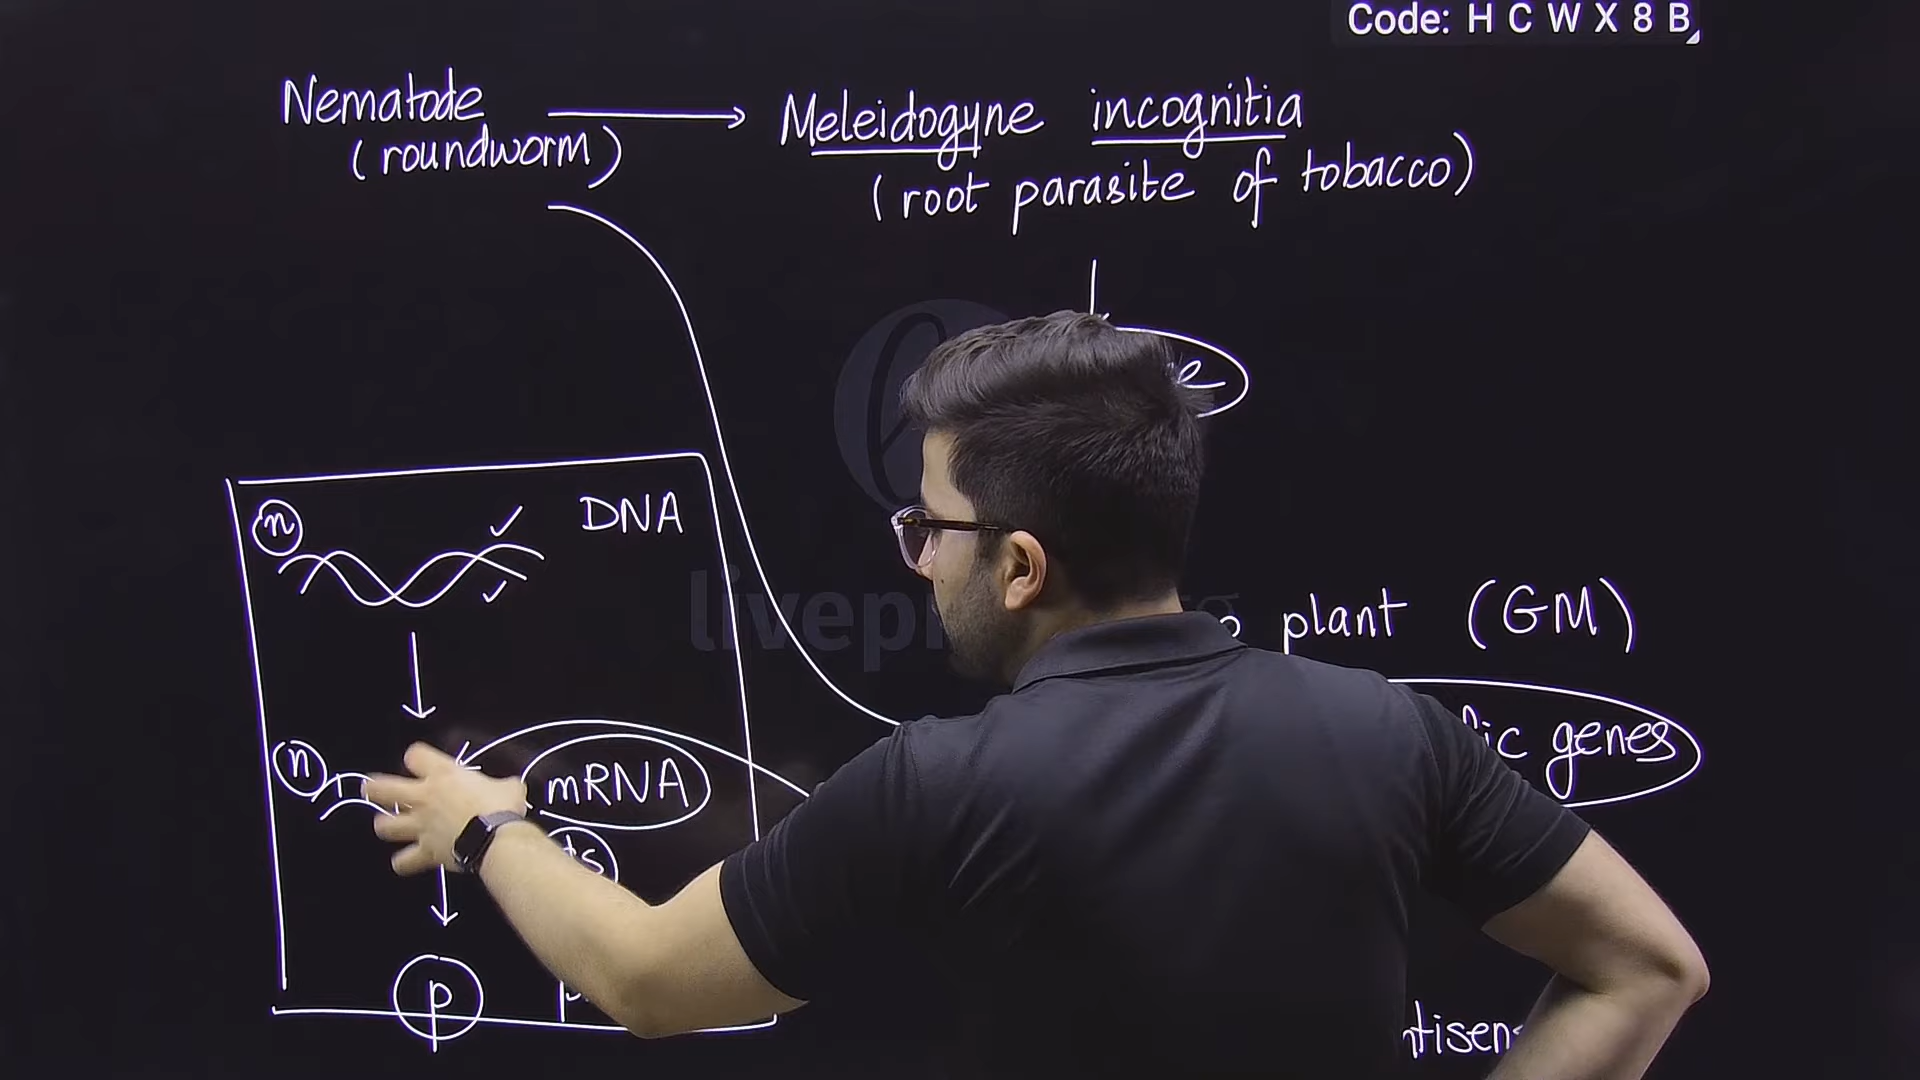 Code: H C W X 8 B
Nematode
(roundworm)
Meleidogyne incognitia
(root parasite of tobacco)
n
DNA
plant (GM)
genes
n
mRNA
p